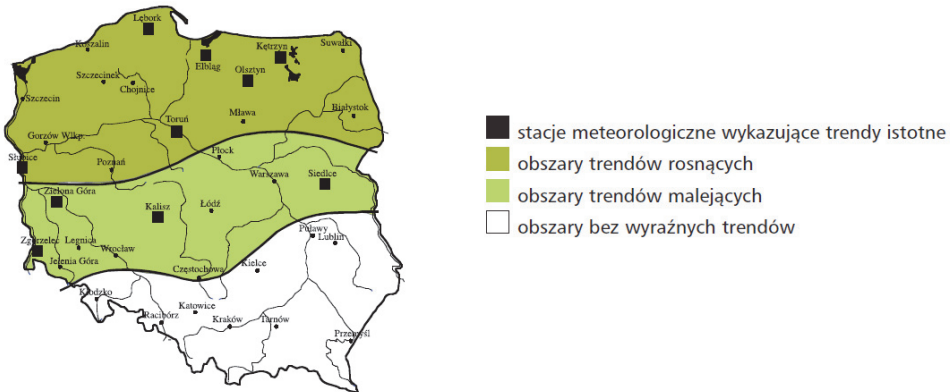 Lębork
Koszalin
Kętrzyn
Suwałki
Elbląg
Olsztyn
Szczecinek
Chojnice
Szczecin
Białystok
Toruń
Mława
Gorzów Wlkp.
Słubice
Poznań
Płock
Warszawa
Siedlce
Zielona Góra
Kalisz
Łódź
Puławy
Lublin
Zgorzelec
Legnica
Wrocław
Jelenia Góra
Częstochowa
Kielce
Kłodzko
Katowice
Racibórz
Kraków
Tarnów
Przemyśl
stacje meteorologiczne wykazujące trendy istotne
obszary trendów rosnących
obszary trendów malejących
obszary bez wyraźnych trendów